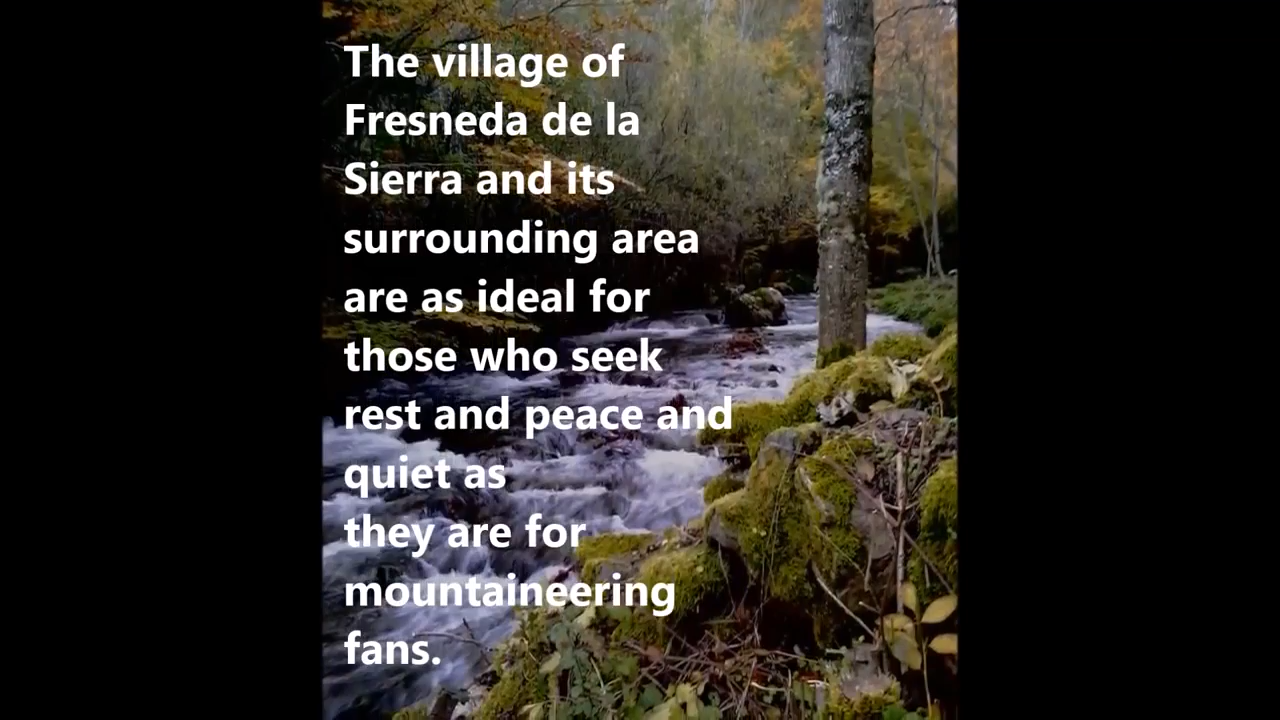 The village of
Fresneda de la
Sierra and its
surrounding area
are as ideal for
those who seek
rest and peace and
quiet as
they are for
mountaineering
fans.